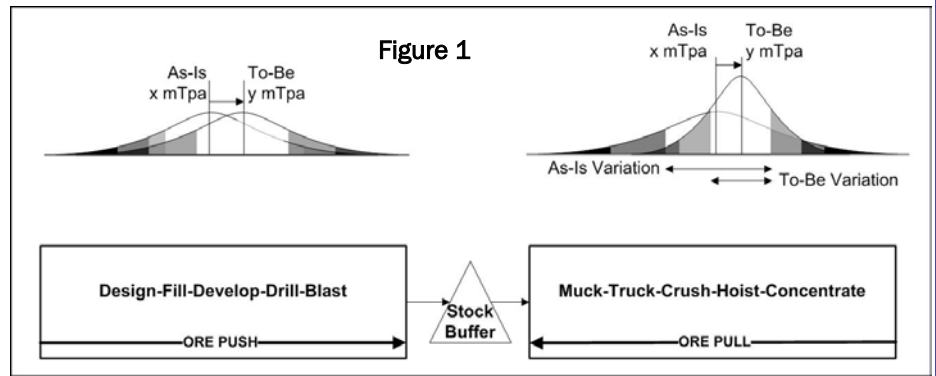 Figure 1
As-Is
x mTpa
To-Be
y mTpa
As-Is
x mTpa
To-Be
y mTpa
As-Is Variation
To-Be Variation
Design-Fill-Develop-Drill-Blast
ORE PUSH
Stock
Buffer
Muck-Truck-Crush-Hoist-Concentrate
ORE PULL